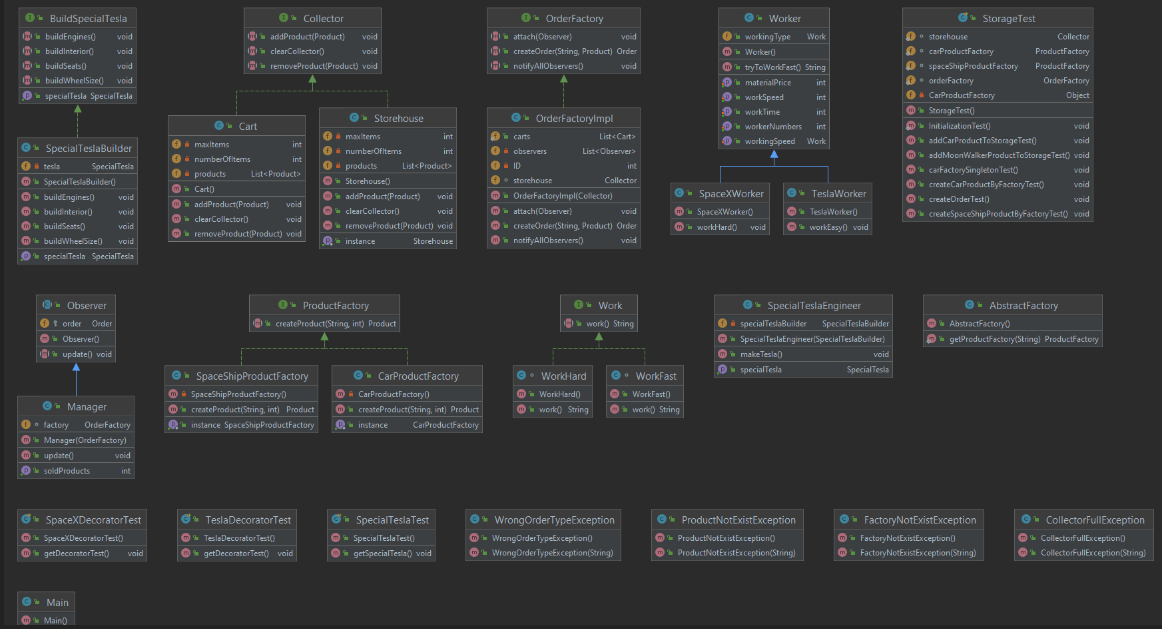 BuildSpecialTesla
buildEngines() void
buildInterior() void
buildSeats() void
buildWheelSize() void
specialTesla SpecialTesla
SpecialTeslaBuilder
tesla SpecialTesla
SpecialTeslaBuilder()
buildEngines() void
buildInterior() void
buildSeats() void
buildWheelSize() void
specialTesla SpecialTesla
Collector
addProduct(Product) void
clearCollector() void
removeProduct(Product) void
Cart
maxItems int
numberOfItems int
products List<Product>
Cart()
addProduct(Product) void
clearCollector() void
removeProduct(Product) void
Storehouse
maxItems int
numberOfItems int
products List<Product>
Storehouse()
addProduct(Product) void
clearCollector() void
removeProduct(Product) void
instance Storehouse
OrderFactory
attach(Observer) void
createOrder(String, Product) Order
notifyAllObservers() void
OrderFactoryImpl
carts List<Cart>
observers List<Observer>
ID int
storehouse Collector
OrderFactoryImpl(Collector)
attach(Observer) void
createOrder(String, Product) Order
notifyAllObservers() void
Worker
workingType Work
Worker()
tryToWorkFast() String
materialPrice int
workSpeed int
workTime int
workerNumbers int
workingSpeed Work
SpaceXWorker
SpaceXWorker()
workHard() void
TeslaWorker
TeslaWorker()
workEasy() void
StorageTest
storehouse Collector
carProductFactory ProductFactory
spaceShipProductFactory ProductFactory
orderFactory OrderFactory
CarProductFactory Object
StorageTest()
InitializationTest() void
addCarProductToStorageTest() void
addMoonWalkerProductToStorageTest() void
carFactorySingletonTest() void
createCarProductByFactoryTest() void
createOrderTest() void
createSpaceShipProductByFactoryTest() void
Observer
order Order
Observer()
update() void
Manager
factory OrderFactory
Manager(OrderFactory)
update() void
soldProducts int
ProductFactory
createProduct(String, int) Product
SpaceShipProductFactory
SpaceShipProductFactory()
createProduct(String, int) Product
instance SpaceShipProductFactory
CarProductFactory
CarProductFactory()
createProduct(String, int) Product
instance CarProductFactory
Work
work() String
WorkHard
WorkHard()
work() String
WorkFast
WorkFast()
work() String
SpecialTeslaEngineer
specialTeslaBuilder SpecialTeslaBuilder
SpecialTeslaEngineer(SpecialTeslaBuilder)
makeTesla() void
specialTesla SpecialTesla
AbstractFactory
AbstractFactory()
getProductFactory(String) ProductFactory
SpaceXDecoratorTest
SpaceXDecoratorTest()
getDecoratorTest() void
TeslaDecoratorTest
TeslaDecoratorTest()
getDecoratorTest() void
SpecialTeslaTest
SpecialTeslaTest()
getSpecialTesla() void
WrongOrderTypeException
WrongOrderTypeException()
WrongOrderTypeException(String)
ProductNotExistException
ProductNotExistException()
ProductNotExistException(String)
FactoryNotExistException
FactoryNotExistException()
FactoryNotExistException(String)
CollectorFullException
CollectorFullException()
CollectorFullException(String)
Main
Main()